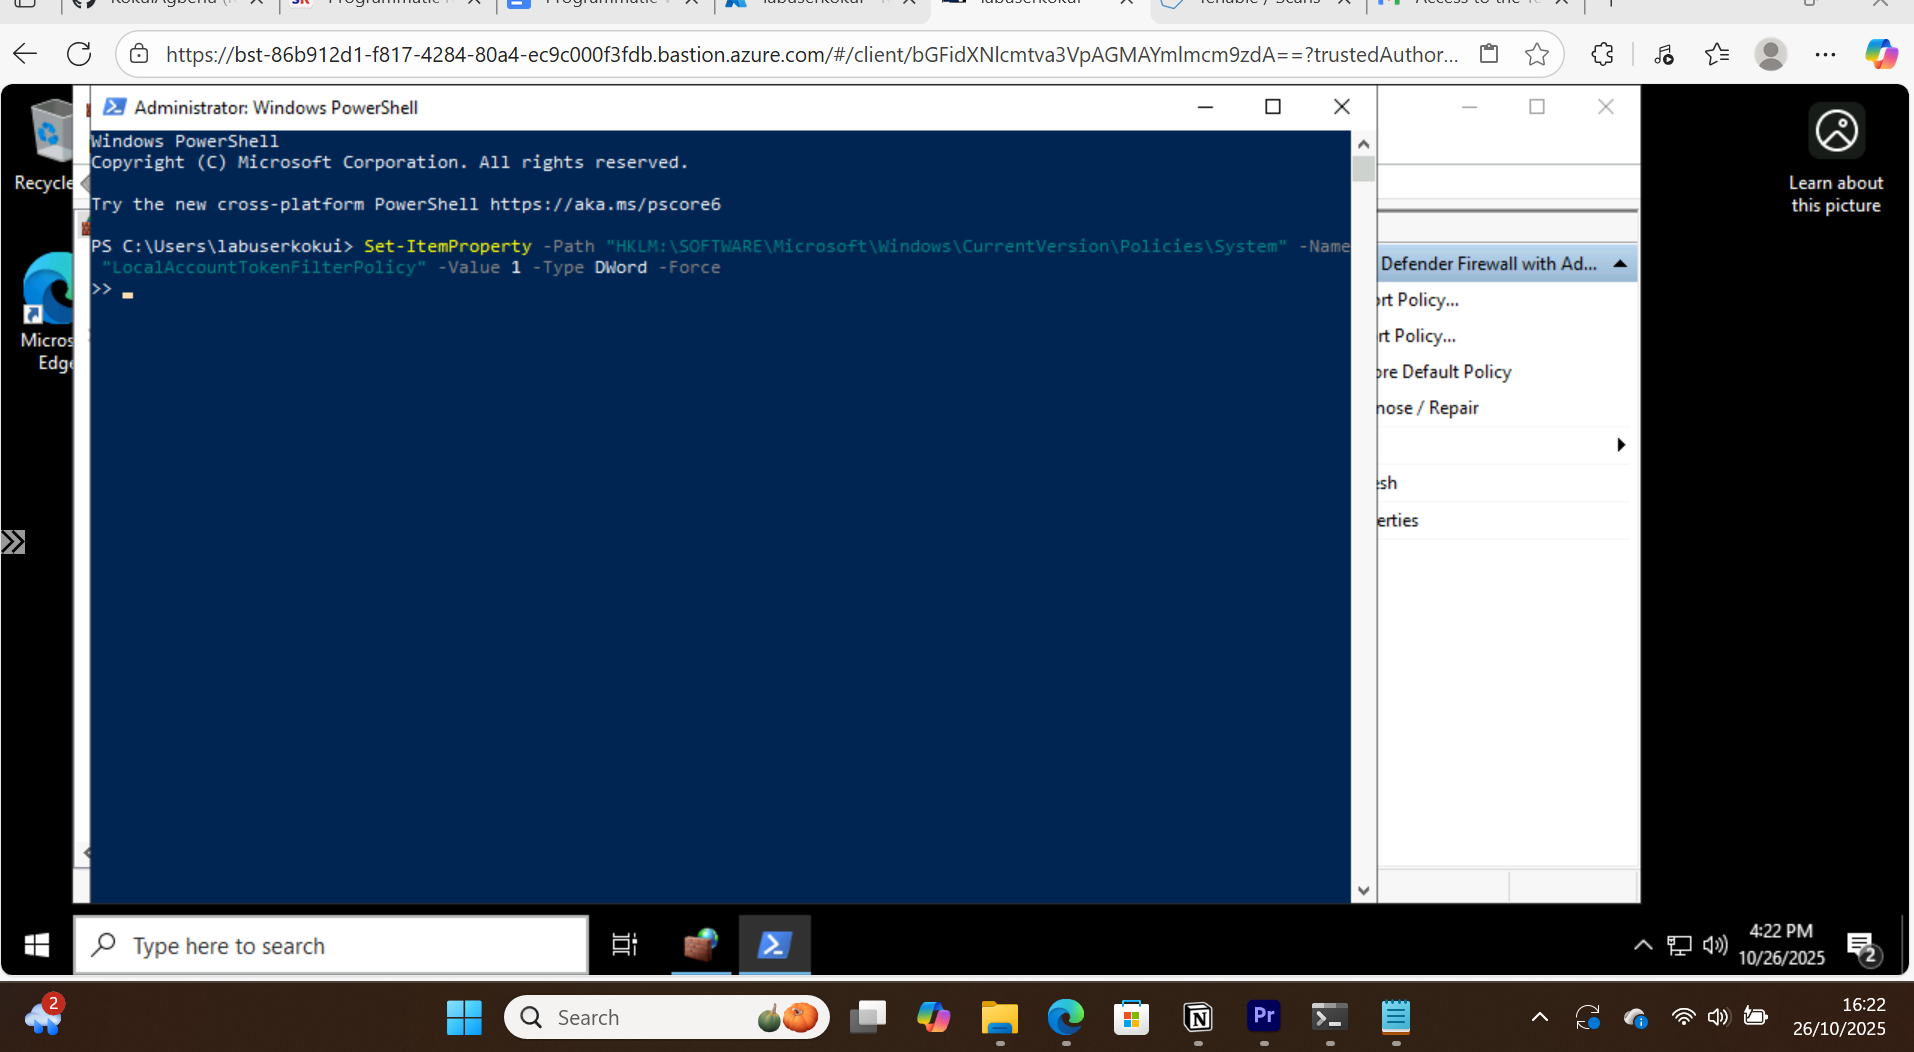 https://bst-86b912d1-f817-4284-80a4-ec9c000f3fdb.bastion.azure.com/#/client/bGFidXNlcmtva3VpAGMAYmlmcm9zdA==?trustedAuthor...
Administrator: Windows PowerShell
Windows PowerShell
Copyright (C) Microsoft Corporation. All rights reserved.
Try the new cross-platform PowerShell https://aka.ms/pscore6
PS C:\Users\labuserkokui> Set-ItemProperty -Path "HKLM:\SOFTWARE\Microsoft\Windows\CurrentVersion\Policies\System" -Name
"LocalAccountTokenFilterPolicy" -Value 1 -Type DWord -Force
>>
Recycle
Micros
Edge
Learn about
this picture
Defender Firewall with Ad...
rt Policy...
rt Policy...
ore Default Policy
nose / Repair
esh
erties
Type here to search
4:22 PM
10/26/2025
2
2
Search
Pr
16:22
26/10/2025